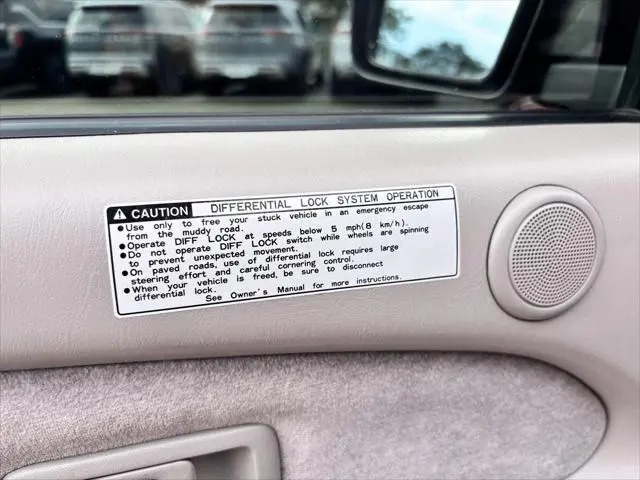 CAUTION DIFFERENTIAL LOCK SYSTEM OPERATION
●Use only to free your stuck vehicle in an emergency escape
from the muddy road.
●Operate DIFF LOCK at speeds below 5 mph(8 km/h).
●Do not operate DIFF LOCK switch while wheels are spinning
to prevent unexpected movement.
●On paved roads, use of differential lock requires large
steering effort and careful cornering control.
●When your vehicle is freed, be sure to disconnect
differential lock.
See Owner's Manual for more instructions.